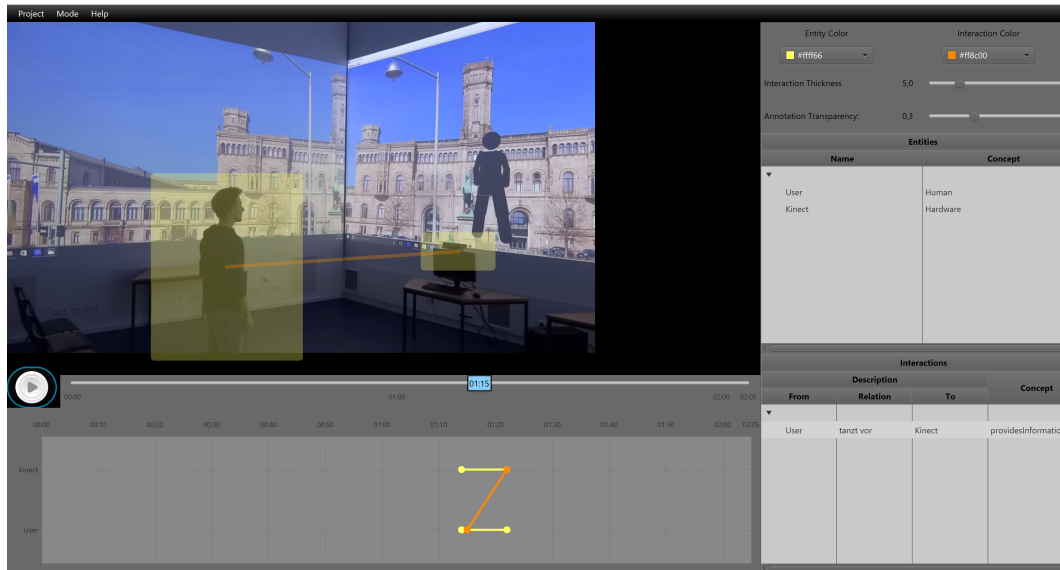 Project Mode Help
Entity Color Interaction Color
#ffff66 #ff8c00
Interaction Thickness 5,0
Annotation Transparency: 0,3
Entities
Name Concept
User Human
Kinect Hardware
Interactions
Description Concept
From Relation To
User tanzt vor Kinect providesInformatio
01:15
00:00 01:00 02:00 02:05
00:00 00:10 00:20 00:30 00:40 00:50 01:00 01:10 01:20 01:30 01:40 01:50 02:00 02:05
Kinect
User